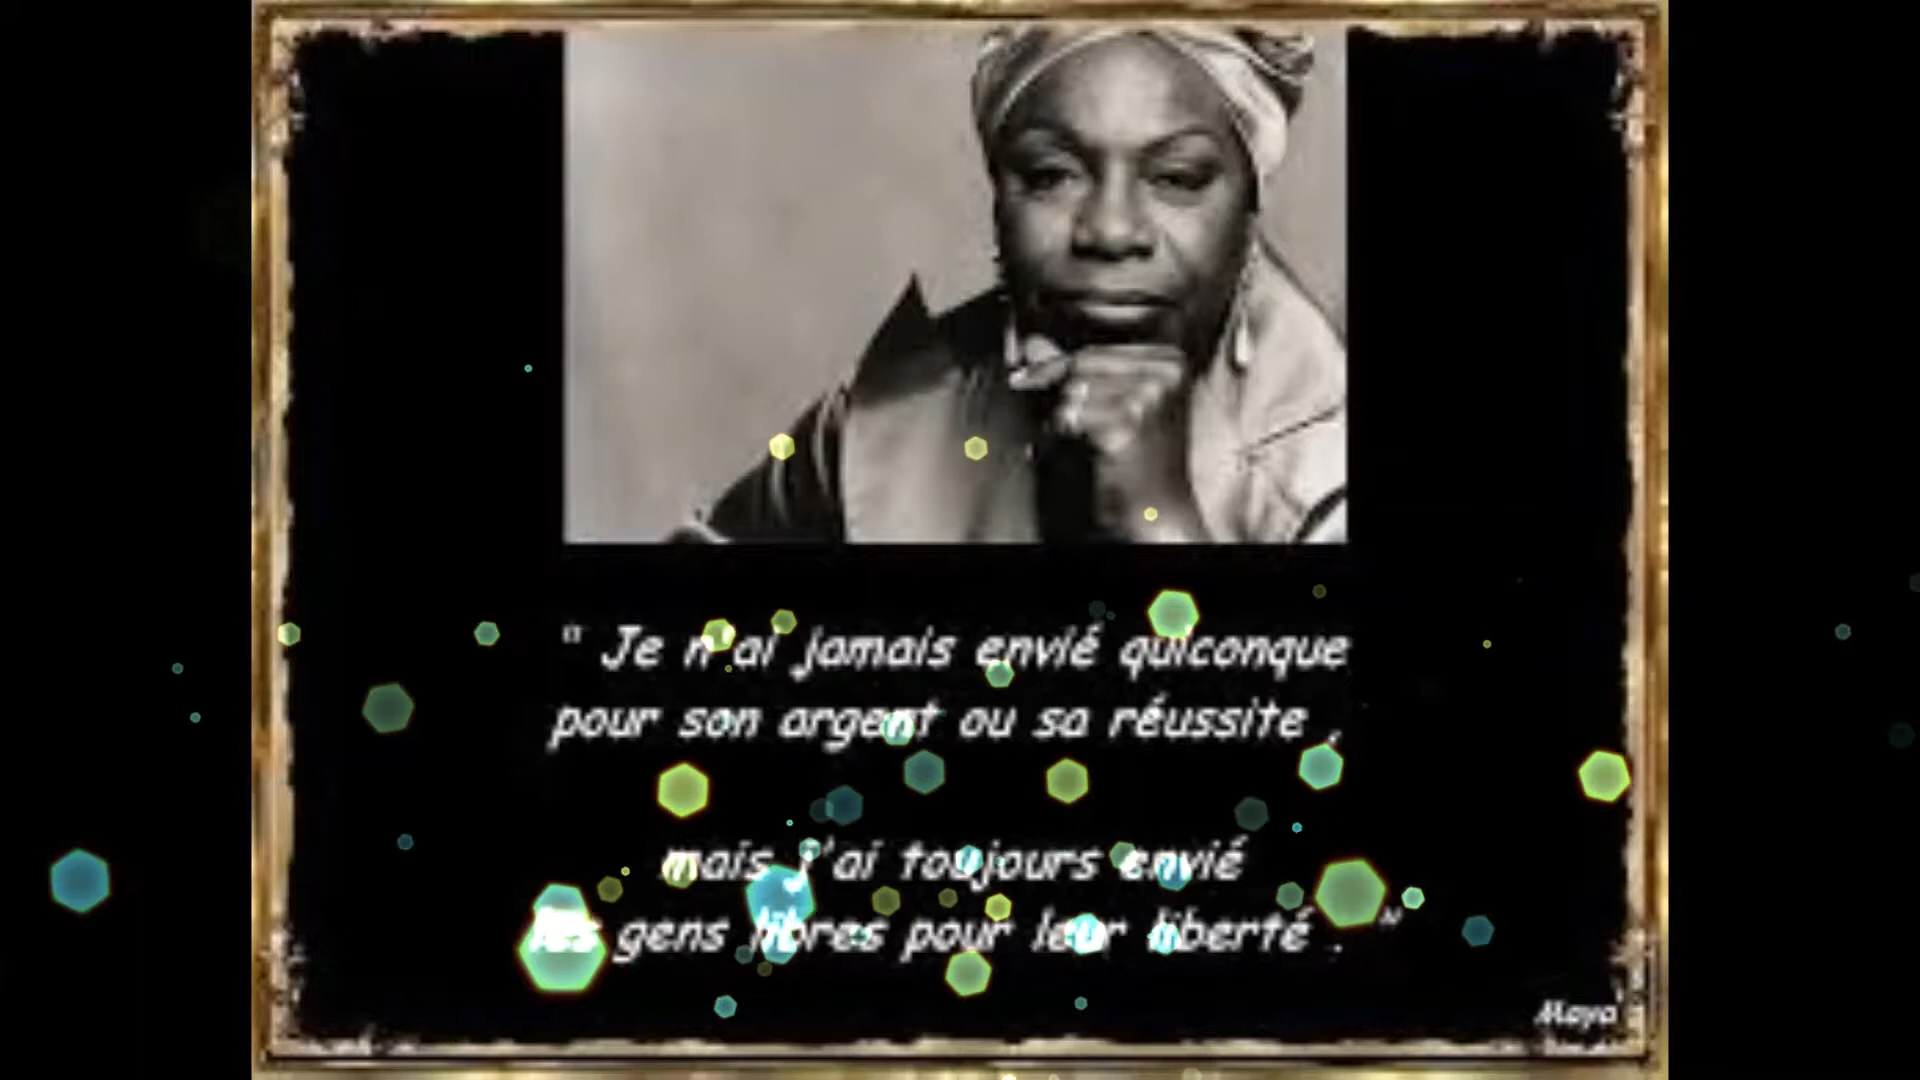 " Je n'ai jamais envié quiconque
pour son argent ou sa réussite ,
mais j'ai toujours envié
les gens libres pour leur liberté . "
Maya